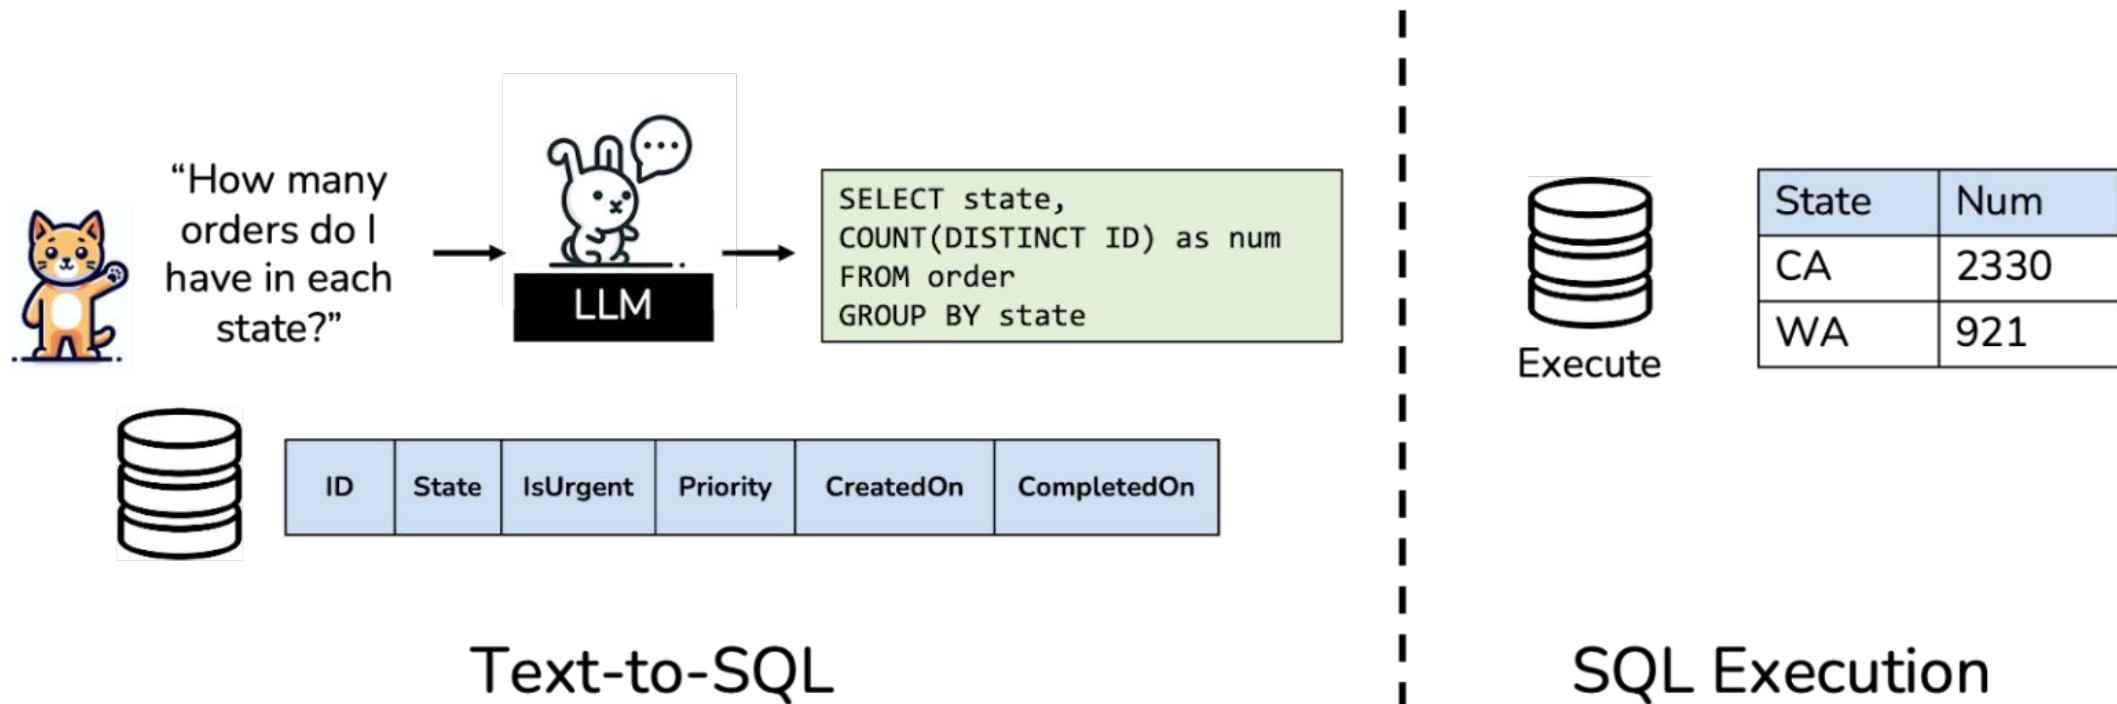 “How many
orders do I
have in each
state?”
LLM
SELECT state,
COUNT(DISTINCT ID) as num
FROM order
GROUP BY state
ID State IsUrgent Priority CreatedOn CompletedOn
Text-to-SQL
Execute
State Num
CA 2330
WA 921
SQL Execution